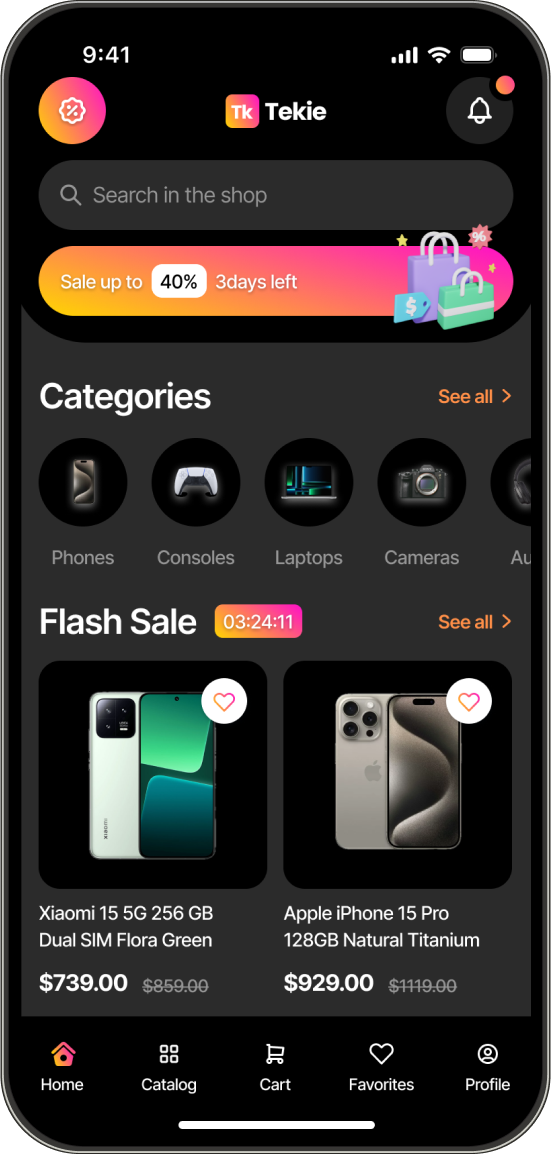 9:41
Tk Tekie
Search in the shop
%
Sale up to 40% 3days left
$
Categories
See all
Phones
Consoles
Laptops
Cameras
Au
Flash Sale
03:24:11
See all
xiaomi
Xiaomi 15 5G 256 GB
Dual SIM Flora Green
$739.00 $859.00
Apple iPhone 15 Pro
128GB Natural Titanium
$929.00 $1119.00
Home
Catalog
Cart
Favorites
Profile